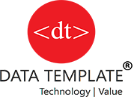 <dt>
DATA TEMPLATE®
Technology | Value